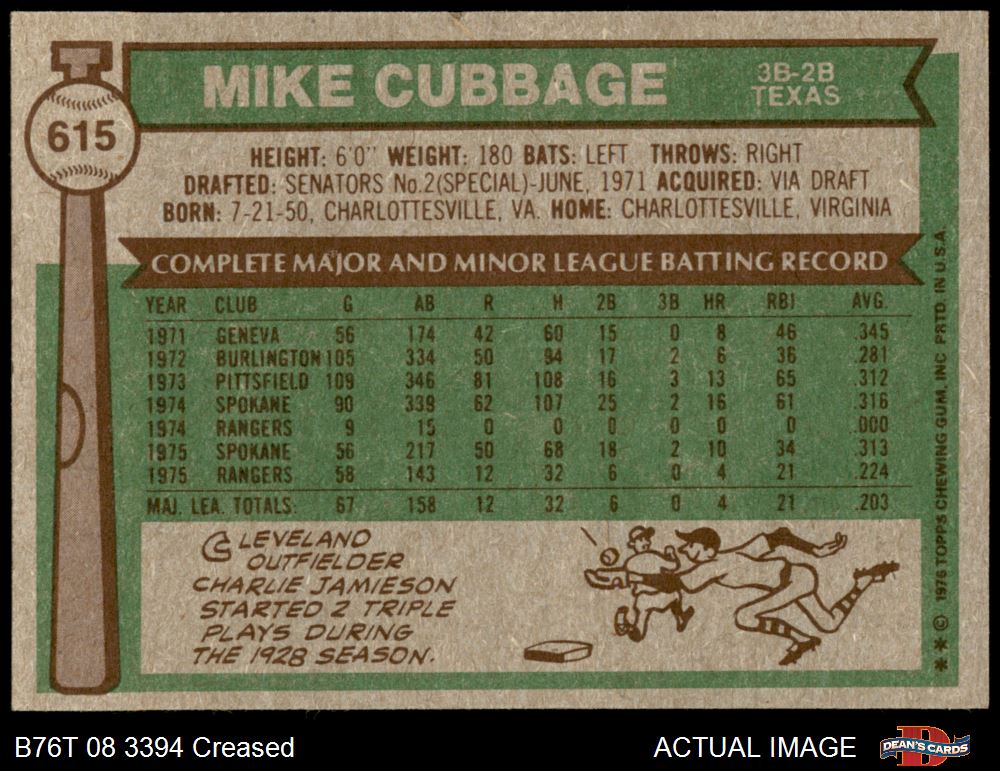 MIKE CUBBAGE
3B-2B
TEXAS
615
HEIGHT: 6'0" WEIGHT: 180 BATS: LEFT THROWS: RIGHT
DRAFTED: SENATORS No.2(SPECIAL)-JUNE, 1971 ACQUIRED: VIA DRAFT
BORN: 7-21-50, CHARLOTTESVILLE, VA. HOME: CHARLOTTESVILLE, VIRGINIA
COMPLETE MAJOR AND MINOR LEAGUE BATTING RECORD
YEAR CLUB G AB R H 2B 3B HR RBI AVG.
1971 GENEVA 56 174 42 60 15 0 8 46 .345
1972 BURLINGTON 105 334 50 94 17 2 6 36 .281
1973 PITTSFIELD 109 346 81 108 16 3 13 65 .312
1974 SPOKANE 90 339 62 107 25 2 16 61 .316
1974 RANGERS 9 15 0 0 0 0 0 0 .000
1975 SPOKANE 56 217 50 68 18 2 10 34 .313
1975 RANGERS 58 143 12 32 6 0 4 21 .224
MAJ. LEA. TOTALS: 67 158 12 32 6 0 4 21 .203
CLEVELAND
OUTFIELDER
CHARLIE JAMIESON
STARTED 2 TRIPLE
PLAYS DURING
THE 1928 SEASON.
** © 1976 TOPPS CHEWING GUM, INC PRTD. IN U.S.A.
B76T 08 3394 Creased
ACTUAL IMAGE
DEAN'S CARDS